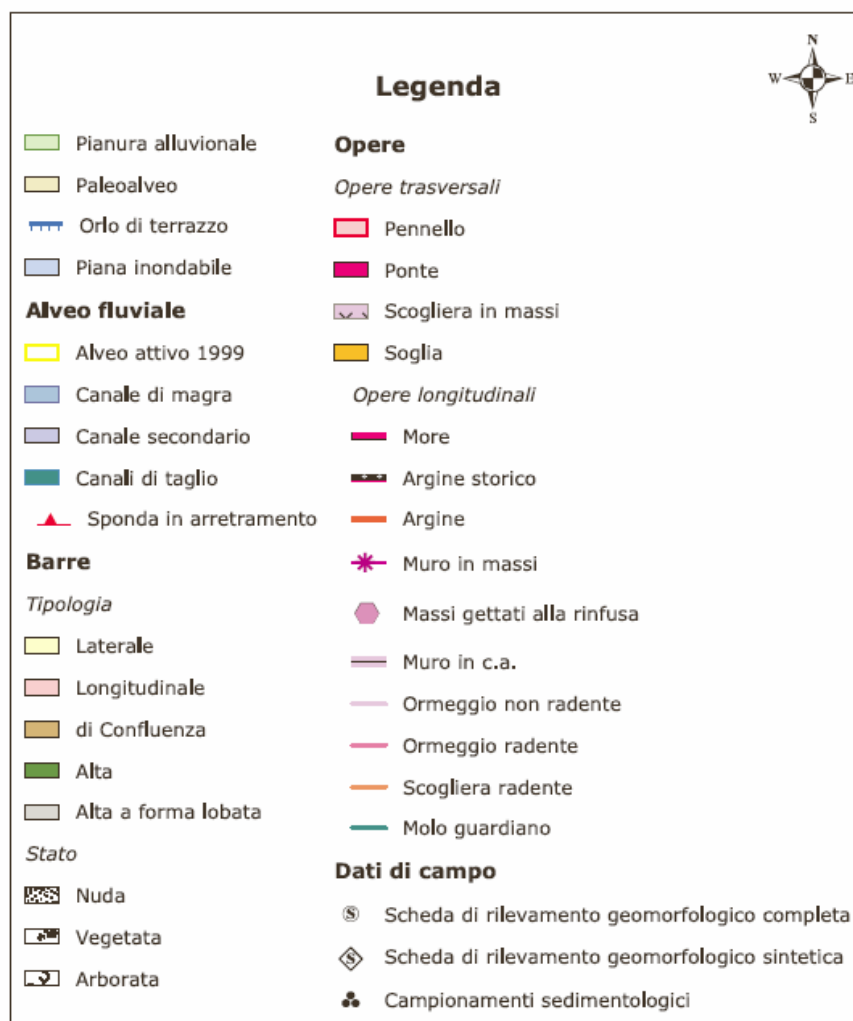 N
W
E
S
Legenda
Pianura alluvionale
Paleoalveo
Orlo di terrazzo
Piana inondabile
Alveo fluviale
Alveo attivo 1999
Canale di magra
Canale secondario
Canali di taglio
Sponda in arretramento
Barre
Tipologia
Laterale
Longitudinale
di Confluenza
Alta
Alta a forma lobata
Stato
Nuda
Vegetata
Arborata
Opere
Opere trasversali
Pennello
Ponte
Scogliera in massi
Soglia
Opere longitudinali
More
Argine storico
Argine
Muro in massi
Massi gettati alla rinfusa
Muro in c.a.
Ormeggio non radente
Ormeggio radente
Scogliera radente
Molo guardiano
Dati di campo
S Scheda di rilevamento geomorfologico completa
S Scheda di rilevamento geomorfologico sintetica
Campionamenti sedimentologici